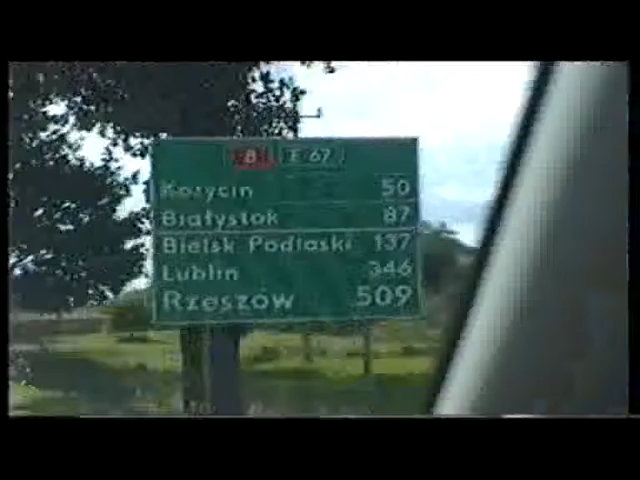 8 E 67
Korycin 50
Białystok 87
Bielsk Podlaski 137
Lublin 346
Rzeszów 509